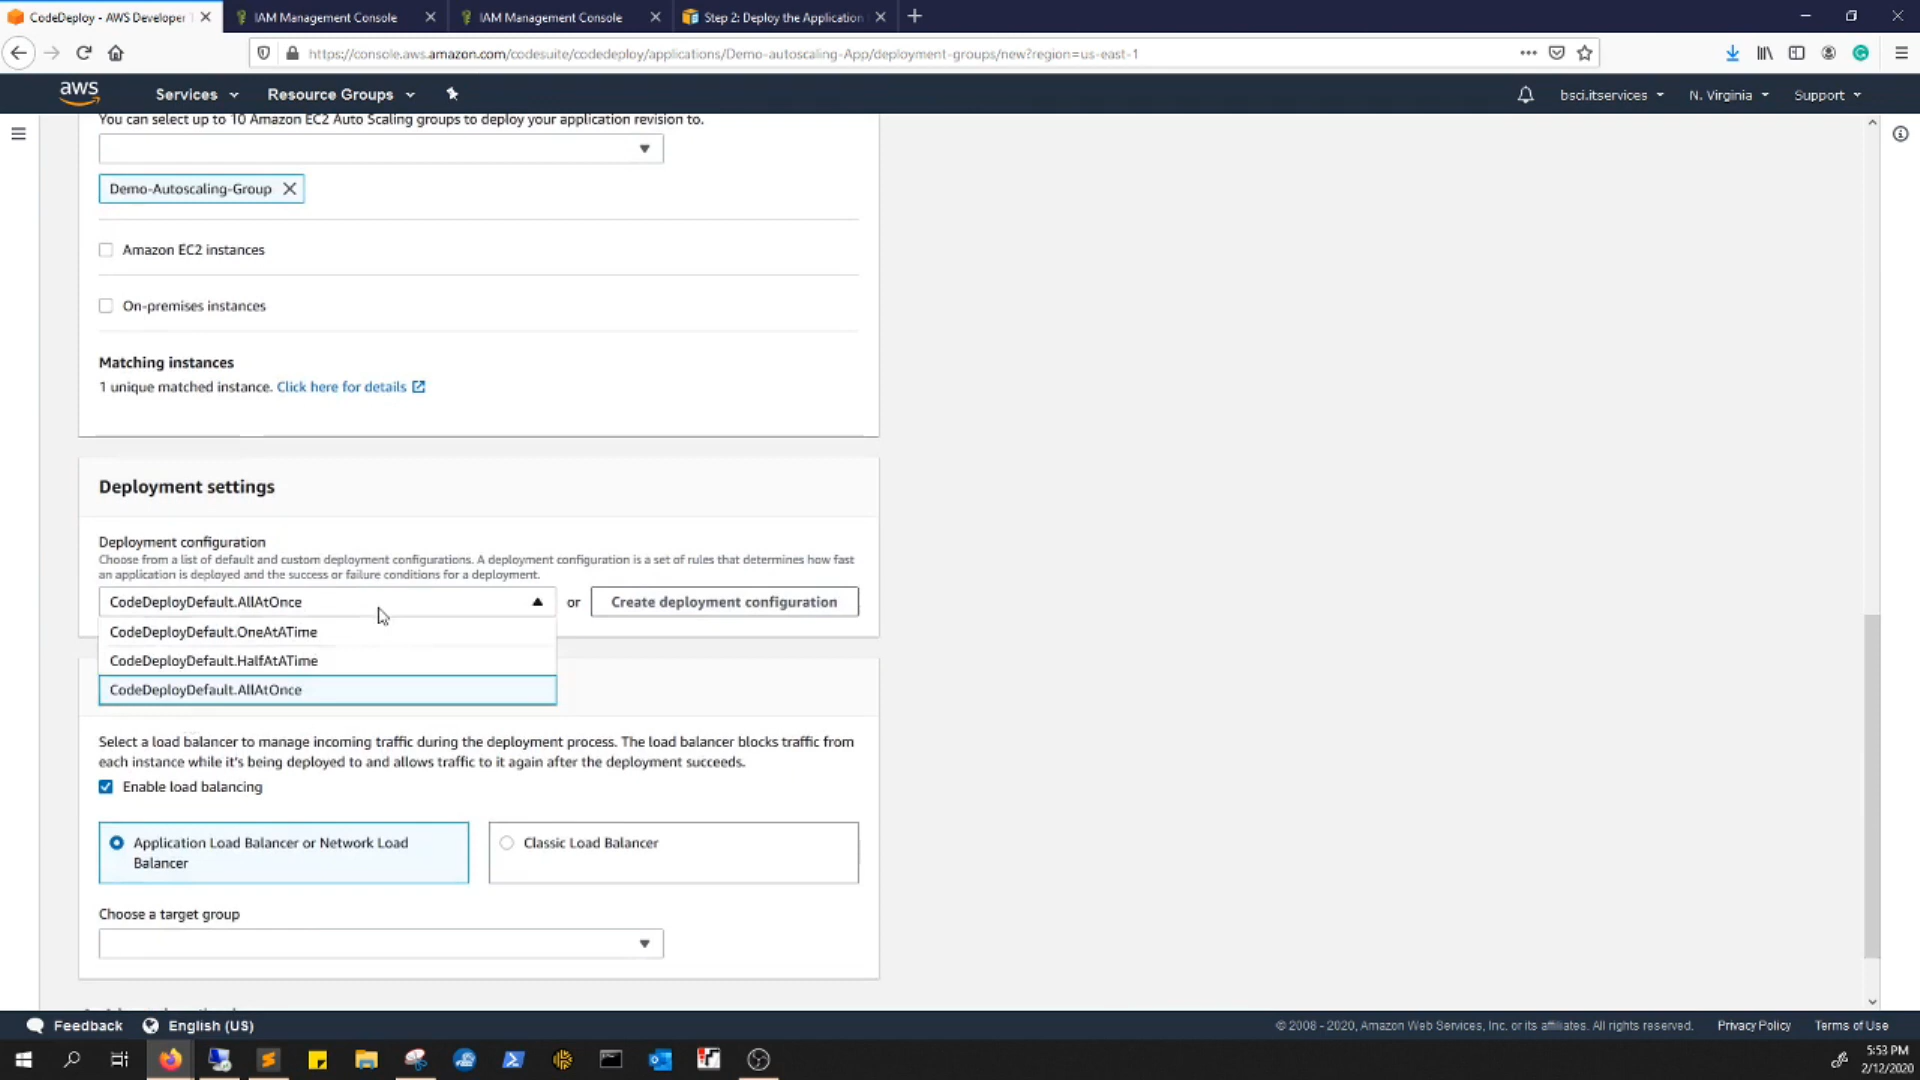 CodeDeploy - AWS Developer T
IAM Management Console
IAM Management Console
Step 2: Deploy the Application
https://console.aws.amazon.com/codesuite/codedeploy/applications/Demo-autoscaling-App/deployment-groups/new?region=us-east-1
aws
Services
Resource Groups
bsci.itservices
N. Virginia
Support
You can select up to 10 Amazon EC2 Auto Scaling groups to deploy your application revision to.
Demo-Autoscaling-Group
Amazon EC2 instances
On-premises instances
Matching instances
1 unique matched instance. Click here for details
Deployment settings
Deployment configuration
Choose from a list of default and custom deployment configurations. A deployment configuration is a set of rules that determines how fast
an application is deployed and the success or failure conditions for a deployment.
CodeDeployDefault.AllAtOnce
or
Create deployment configuration
CodeDeployDefault.OneAtATime
CodeDeployDefault.HalfAtATime
CodeDeployDefault.AllAtOnce
Select a load balancer to manage incoming traffic during the deployment process. The load balancer blocks traffic from
each instance while it's being deployed to and allows traffic to it again after the deployment succeeds.
Enable load balancing
Application Load Balancer or Network Load
Balancer
Classic Load Balancer
Choose a target group
Feedback
English (US)
© 2008 - 2020, Amazon Web Services, Inc. or its affiliates. All rights reserved.
Privacy Policy
Terms of Use
5:53 PM
2/12/2020